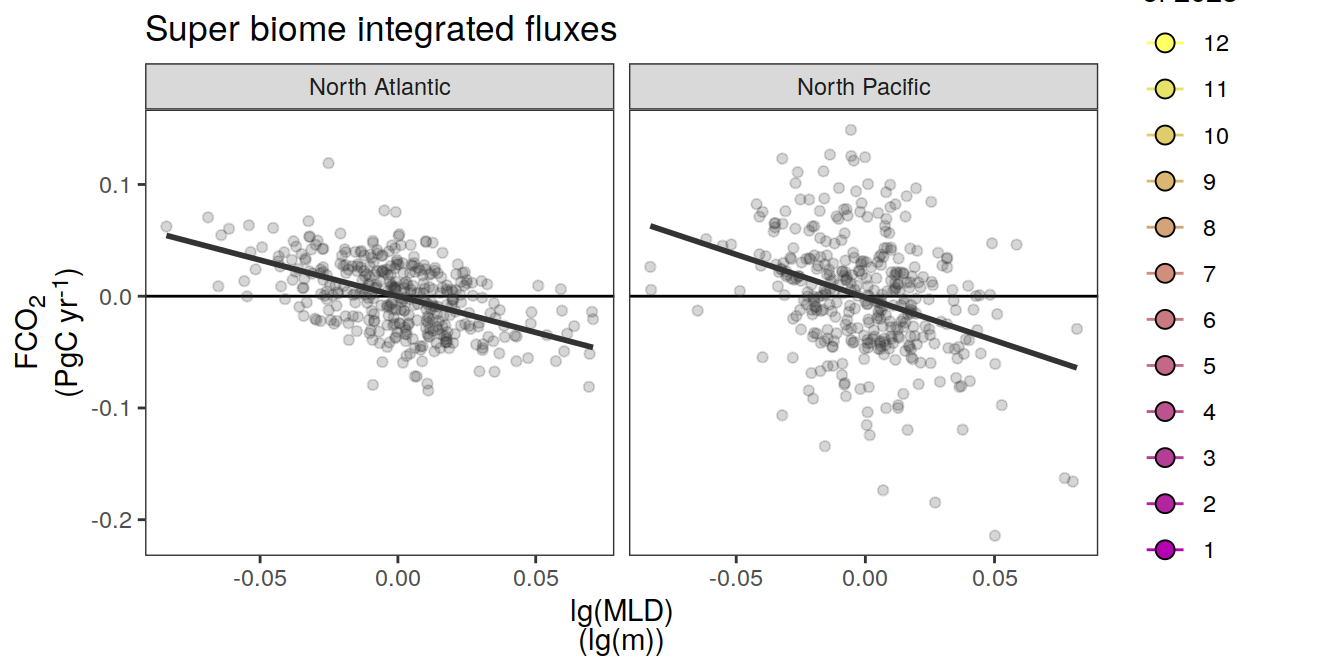 Super biome integrated fluxes
North Atlantic
North Pacific
0.1
0.0
-0.1
-0.2
FCO₂
(PgC yr⁻¹)
-0.05 0.00 0.05
-0.05 0.00 0.05
lg(MLD)
(lg(m))
12
11
10
9
8
7
6
5
4
3
2
1